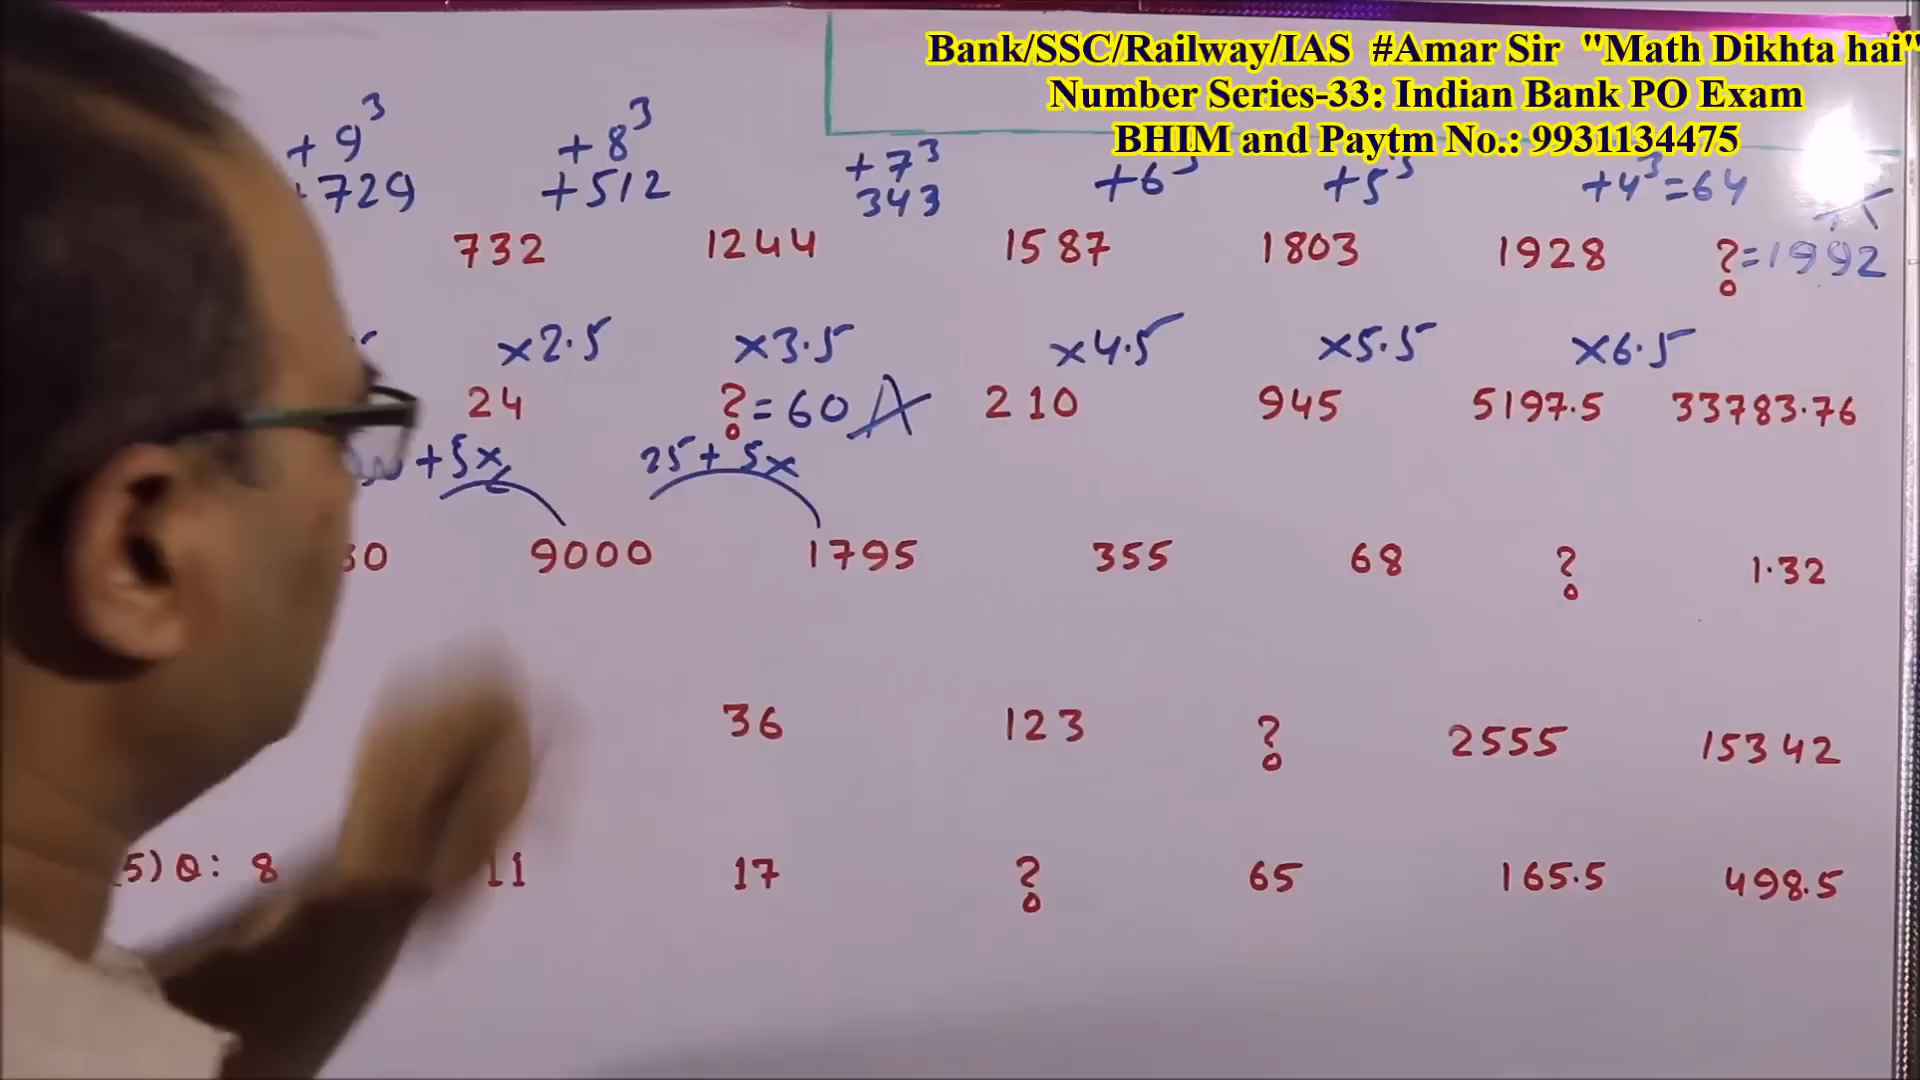 Bank/SSC/Railway/IAS #Amar Sir "Math Dikhta hai"
Number Series-33: Indian Bank PO Exam
BHIM and Paytm No.: 9931134475
+9³ +8³ +7³ +6³ +5³ +4³=64
+729 +512 343
732 1244 1587 1803 1928 ?=1992
×2.5 ×3.5 ×4.5 ×5.5 ×6.5
24 ?=60 A 210 945 5197.5 33783.76
+5x 25+5x
30 9000 1795 355 68 ? 1.32
36 123 ? 2555 15342
(5) Q: 8 11 17 ? 65 165.5 498.5